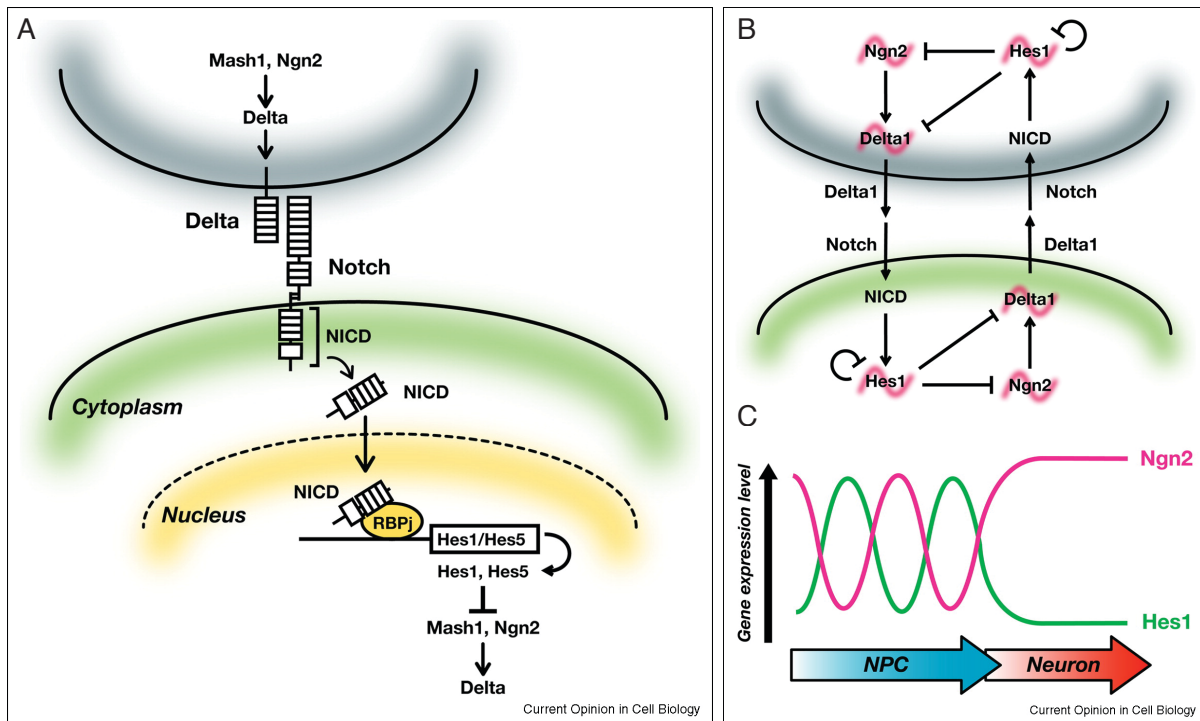 A
Mash1, Ngn2
Delta
Delta
Notch
NICD
NICD
Cytoplasm
NICD
Nucleus
RBPj
Hes1/Hes5
Hes1, Hes5
Mash1, Ngn2
Delta
Current Opinion in Cell Biology
B
Ngn2
Hes1
Delta1
NICD
Delta1
Notch
Notch
Delta1
NICD
Delta1
Hes1
Ngn2
C
Gene expression level
Ngn2
Hes1
NPC
Neuron
Current Opinion in Cell Biology